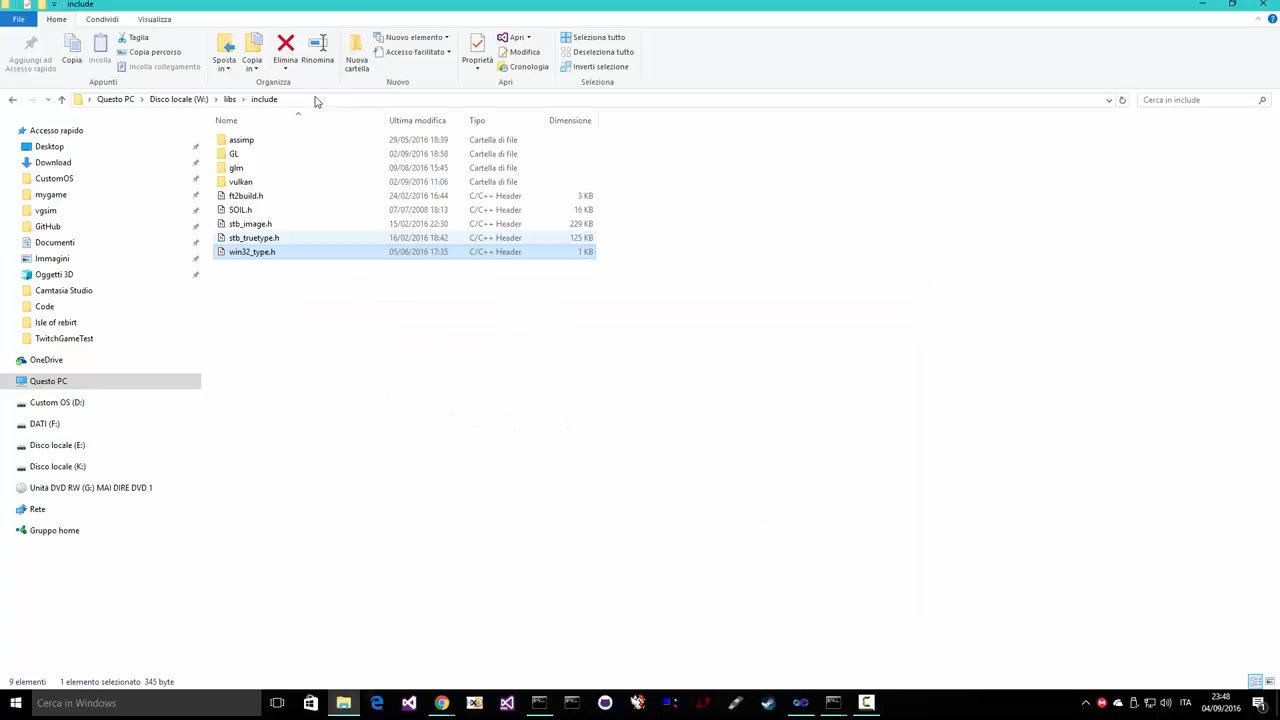 include
File Home Condividi Visualizza
Aggiungi ad Accesso rapido
Copia
Incolla
Taglia
Copia percorso
Incolla collegamento
Appunti
Sposta in
Copia in
Elimina
Rinomina
Organizza
Nuova cartella
Nuovo elemento
Accesso facilitato
Nuovo
Proprietà
Apri
Modifica
Cronologia
Apri
Seleziona tutto
Deseleziona tutto
Inverti selezione
Seleziona
Questo PC Disco locale (W:) libs include
Cerca in include
Nome Ultima modifica Tipo Dimensione
assimp 29/05/2016 18:39 Cartella di file
GL 02/09/2016 18:58 Cartella di file
glm 09/08/2016 15:45 Cartella di file
vulkan 02/09/2016 11:06 Cartella di file
ft2build.h 24/02/2016 16:44 C/C++ Header 3 KB
SOIL.h 07/07/2008 18:13 C/C++ Header 16 KB
stb_image.h 15/02/2016 22:30 C/C++ Header 229 KB
stb_truetype.h 16/02/2016 18:42 C/C++ Header 125 KB
win32_type.h 05/06/2016 17:35 C/C++ Header 1 KB
Accesso rapido
Desktop
Download
CustomOS
mygame
vgsim
GitHub
Documenti
Immagini
Oggetti 3D
Camtasia Studio
Code
Isle of rebirt
TwitchGameTest
OneDrive
Questo PC
Custom OS (D:)
DATI (F:)
Disco locale (E:)
Disco locale (K:)
Unità DVD RW (G:) MAI DIRE DVD 1
Rete
Gruppo home
9 elementi 1 elemento selezionato 345 byte
Cerca in Windows
ITA
23:48
04/09/2016